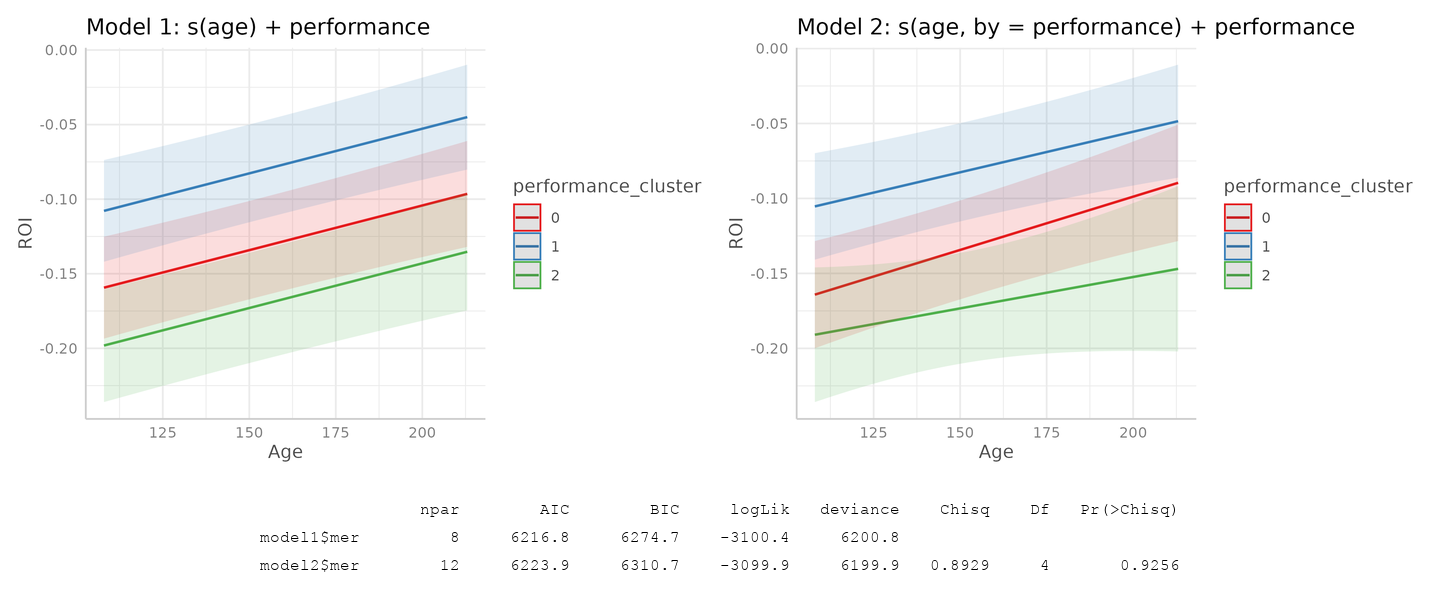 Model 1: s(age) + performance
0.00
-0.05
-0.10
-0.15
-0.20
ROI
125 150 175 200
Age
performance_cluster
0
1
2
Model 2: s(age, by = performance) + performance
0.00
-0.05
-0.10
-0.15
-0.20
ROI
125 150 175 200
Age
performance_cluster
0
1
2
npar AIC BIC logLik deviance Chisq Df Pr(>Chisq)
model1$mer 8 6216.8 6274.7 -3100.4 6200.8
model2$mer 12 6223.9 6310.7 -3099.9 6199.9 0.8929 4 0.9256